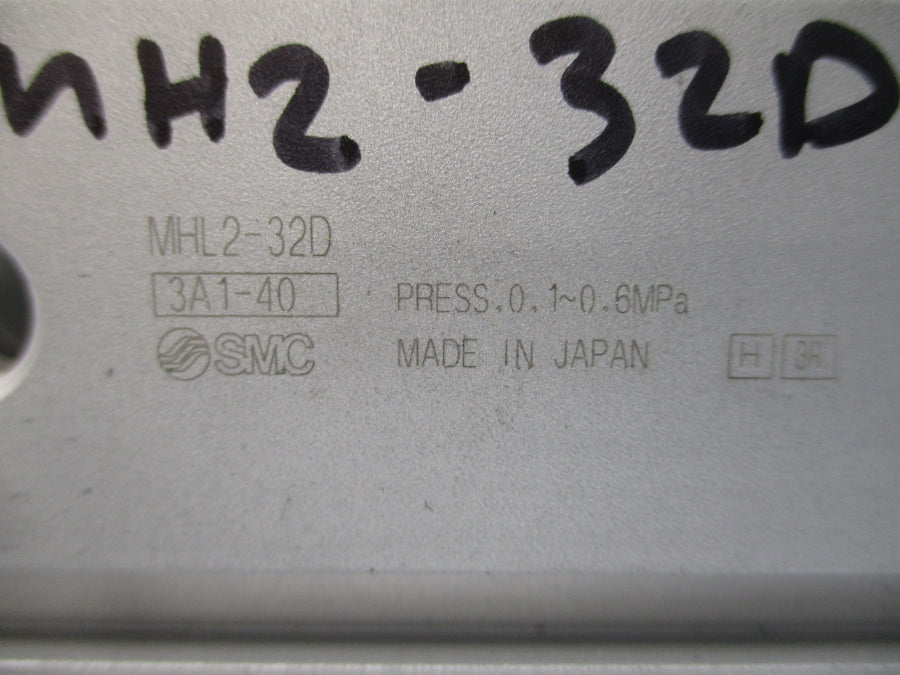 MH2-32D
MHL2-32D
3A1-40
PRESS.0.1~0.6MPa
SMC
MADE IN JAPAN
H